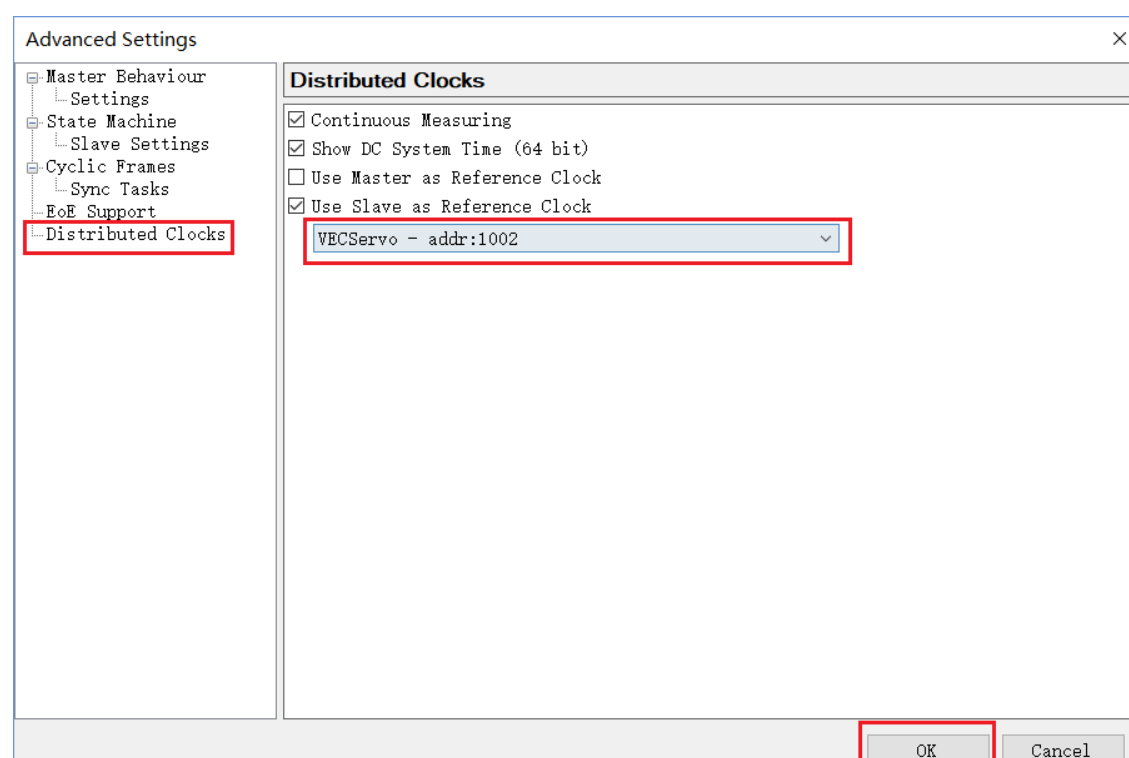 Advanced Settings
Master Behaviour
Settings
State Machine
Slave Settings
Cyclic Frames
Sync Tasks
EoE Support
Distributed Clocks
Distributed Clocks
Continuous Measuring
Show DC System Time (64 bit)
Use Master as Reference Clock
Use Slave as Reference Clock
VECServo - addr:1002
OK
Cancel